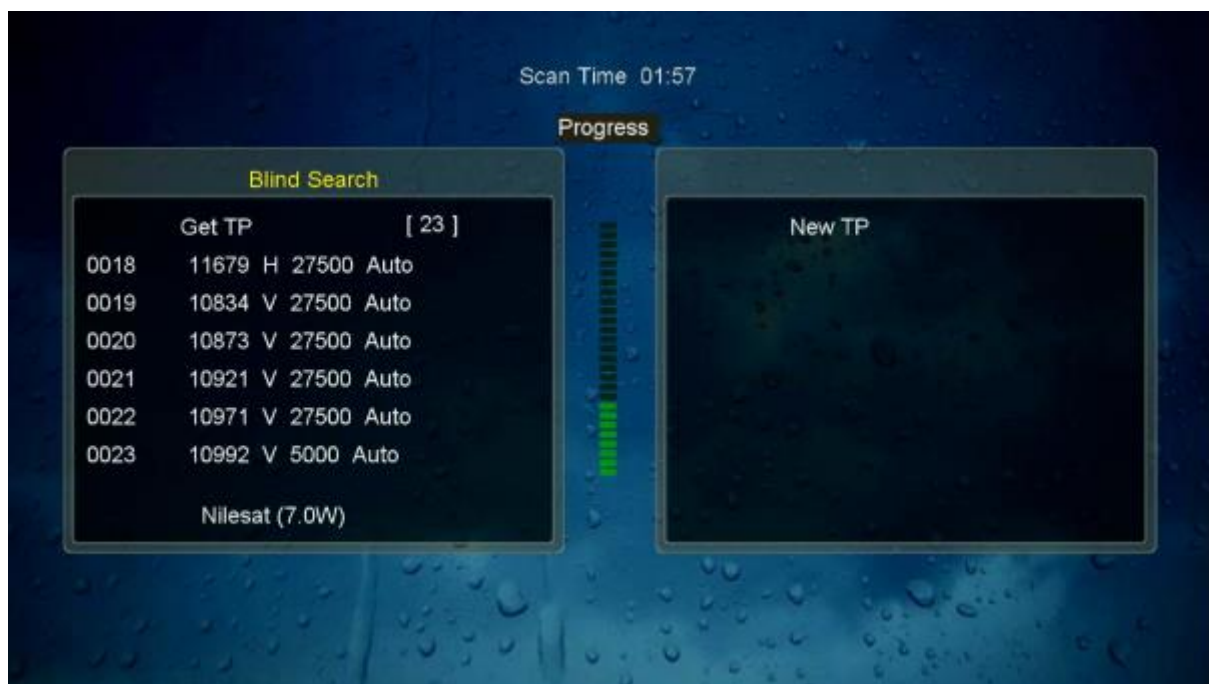 Scan Time 01:57
Progress
Blind Search
Get TP [ 23 ]
0018 11679 H 27500 Auto
0019 10834 V 27500 Auto
0020 10873 V 27500 Auto
0021 10921 V 27500 Auto
0022 10971 V 27500 Auto
0023 10992 V 5000 Auto
Nilesat (7.0W)
New TP